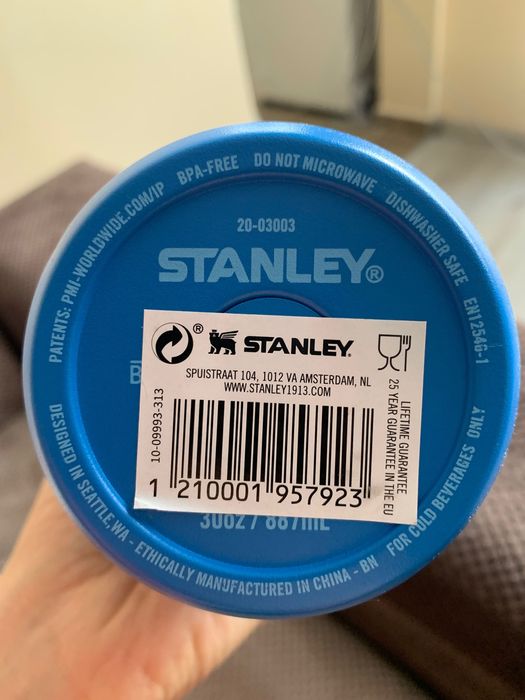 PATENTS: PMI-WORLDWIDE.COM/IP BPA-FREE DO NOT MICROWAVE DISHWASHER SAFE EN12546-1
20-03003
STANLEY®
® STANLEY.
SPUISTRAAT 104, 1012 VA AMSTERDAM, NL
WWW.STANLEY1913.COM
10-09993-313
1 210001 957923
LIFETIME GUARANTEE
25 YEAR GUARANTEE IN THE EU
30oz / 887mL
DESIGNED IN SEATTLE, WA - ETHICALLY MANUFACTURED IN CHINA - BN FOR COLD BEVERAGES ONLY